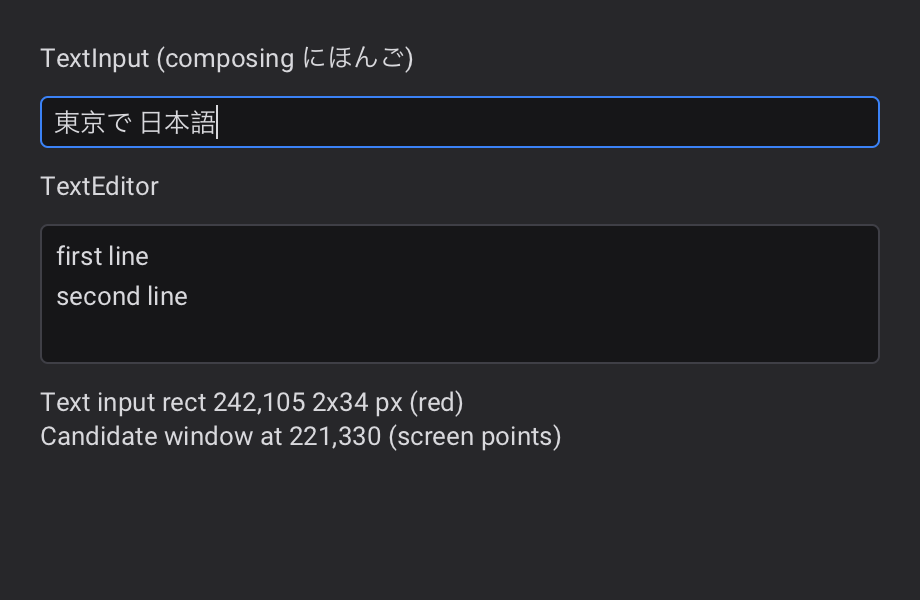 TextInput (composing にほんご)
東京で 日本語
TextEditor
first line
second line
Text input rect 242,105 2x34 px (red)
Candidate window at 221,330 (screen points)